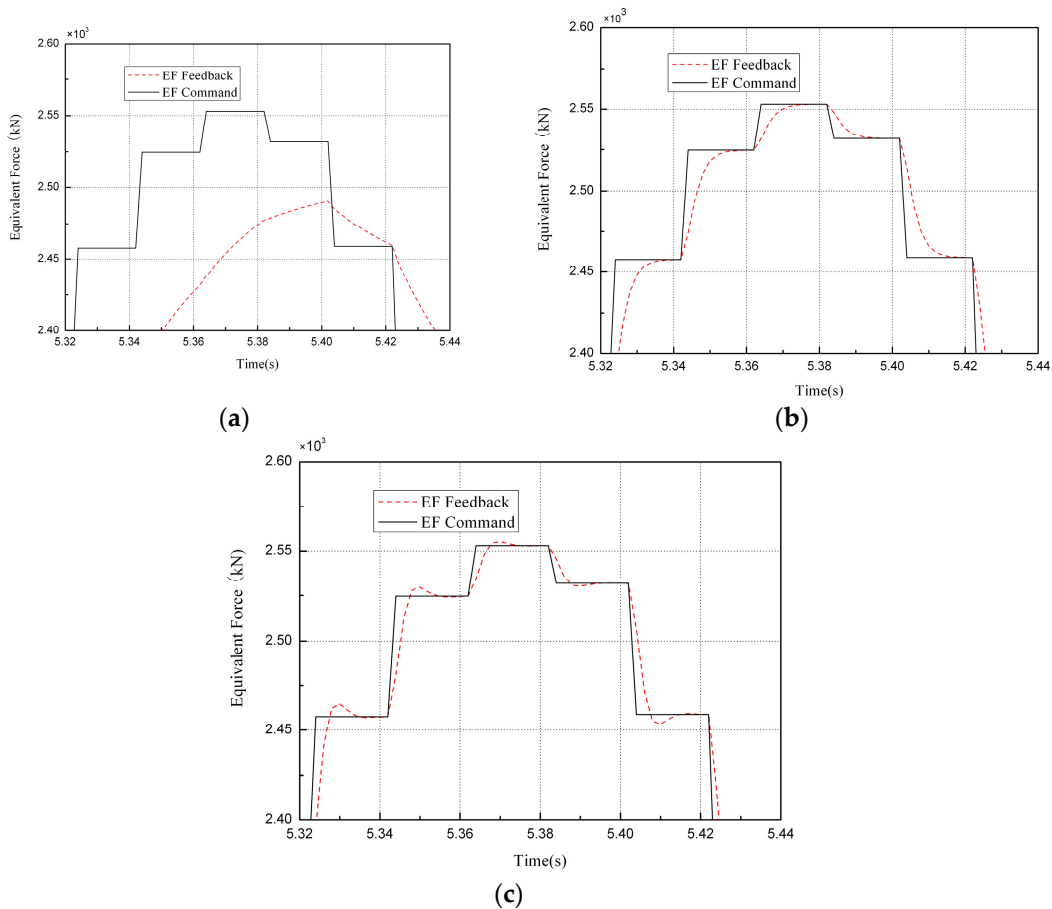 ×10³
2.60
2.55
2.50
2.45
2.40
Equivalent Force (kN)
EF Feedback
EF Command
5.32 5.34 5.36 5.38 5.40 5.42 5.44
Time(s)
(a)
×10³
2.60
2.55
2.50
2.45
2.40
Equivalent Force (kN)
EF Feedback
EF Command
5.32 5.34 5.36 5.38 5.40 5.42 5.44
Time(s)
(b)
×10³
2.60
2.55
2.50
2.45
2.40
Equivalent Force (kN)
EF Feedback
EF Command
5.32 5.34 5.36 5.38 5.40 5.42 5.44
Time(s)
(c)